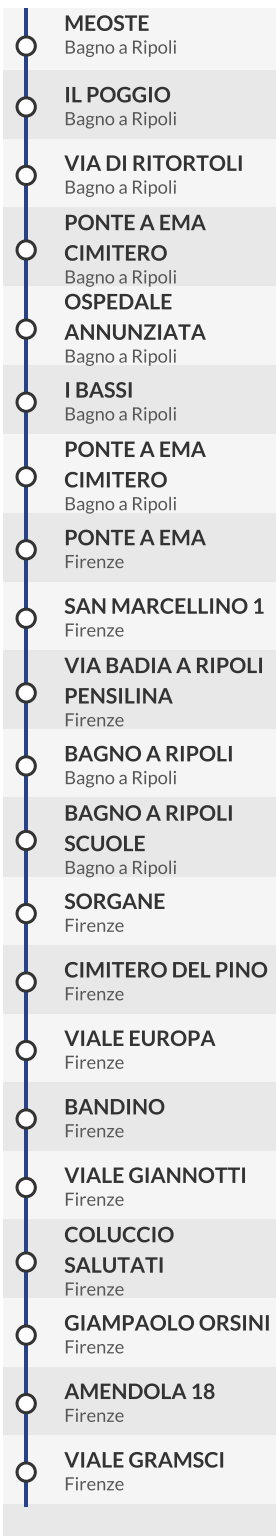 MEOSTE
Bagno a Ripoli
IL POGGIO
Bagno a Ripoli
VIA DI RITORTOLI
Bagno a Ripoli
PONTE A EMA
CIMITERO
Bagno a Ripoli
OSPEDALE
ANNUNZIATA
Bagno a Ripoli
I BASSI
Bagno a Ripoli
PONTE A EMA
CIMITERO
Bagno a Ripoli
PONTE A EMA
Firenze
SAN MARCELLINO 1
Firenze
VIA BADIA A RIPOLI
PENSILINA
Firenze
BAGNO A RIPOLI
Bagno a Ripoli
BAGNO A RIPOLI
SCUOLE
Bagno a Ripoli
SORGANE
Firenze
CIMITERO DEL PINO
Firenze
VIALE EUROPA
Firenze
BANDINO
Firenze
VIALE GIANNOTTI
Firenze
COLUCCIO
SALUTATI
Firenze
GIAMPAOLO ORSINI
Firenze
AMENDOLA 18
Firenze
VIALE GRAMSCI
Firenze